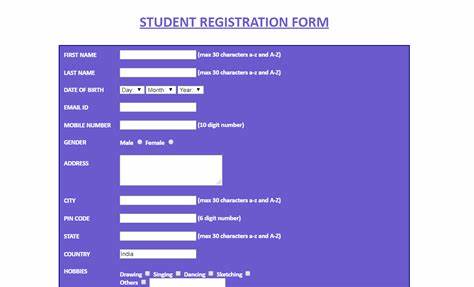 STUDENT REGISTRATION FORM
FIRST NAME (max 30 characters a-z and A-Z)
LAST NAME (max 30 characters a-z and A-Z)
DATE OF BIRTH Day: Month: Year:
EMAIL ID
MOBILE NUMBER (10 digit number)
GENDER Male Female
ADDRESS
CITY (max 30 characters a-z and A-Z)
PIN CODE (6 digit number)
STATE (max 30 characters a-z and A-Z)
COUNTRY India
HOBBIES Drawing Singing Dancing Sketching
Others